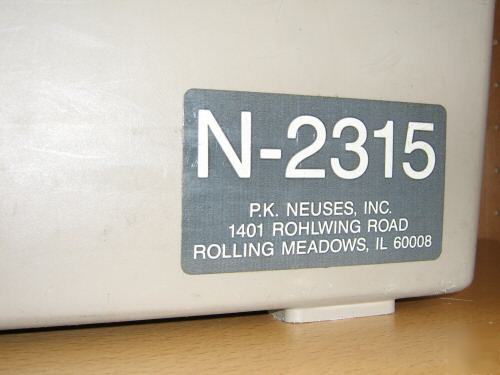 N-2315
P.K. NEUSES, INC.
1401 ROHLWING ROAD
ROLLING MEADOWS, IL 60008